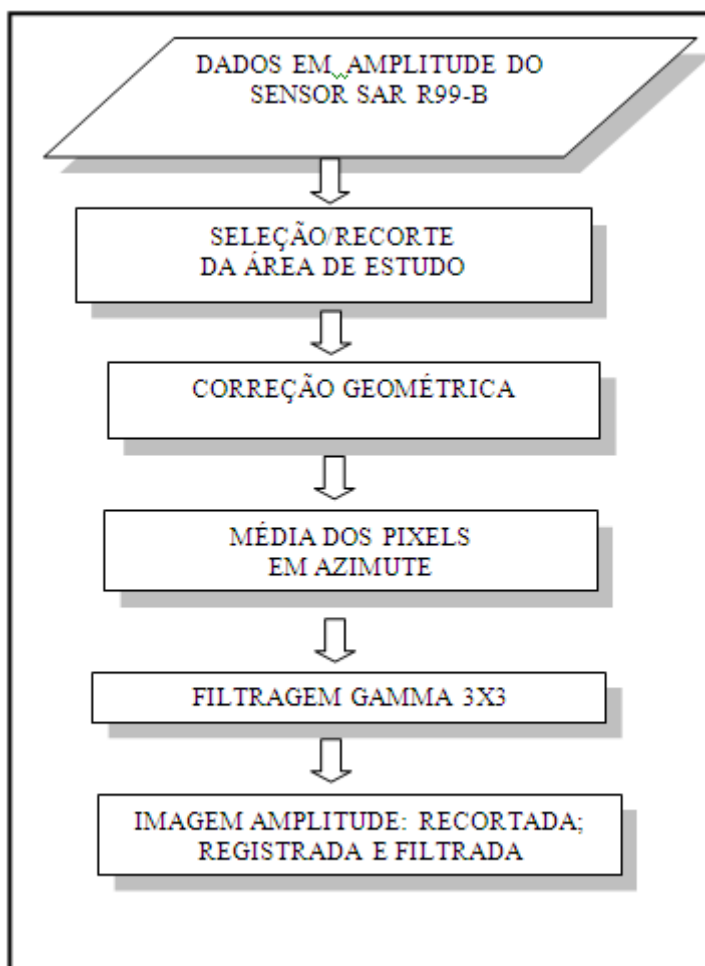 DADOS EM AMPLITUDE DO
SENSOR SAR R99-B
SELEÇÃO/RECORTE
DA ÁREA DE ESTUDO
CORREÇÃO GEOMÉTRICA
MÉDIA DOS PIXELS
EM AZIMUTE
FILTRAGEM GAMMA 3X3
IMAGEM AMPLITUDE: RECORTADA;
REGISTRADA E FILTRADA